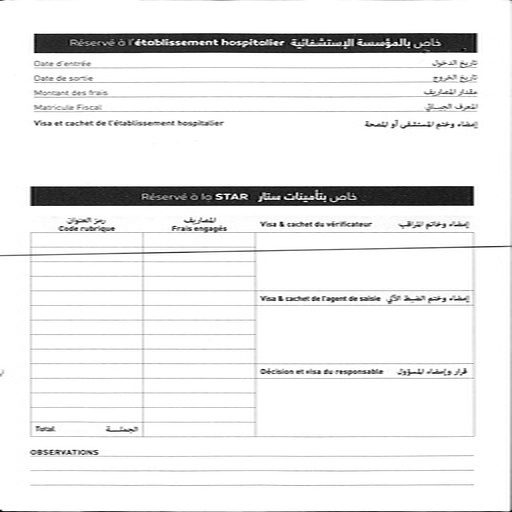 Réservé à l'établissement hospitalier خاص بالمؤسسة الإستشفائية
Date d'entrée تاريخ الدخول
Date de sortie تاريخ الخروج
Montant des frais مقدار المصاريف
Matricule Fiscal المعرف الجبائي
Visa et cachet de l'établissement hospitalier إمضاء وختم المستشفى أو المصحة
Réservé à la STAR خاص بتأمينات ستار
رمز العنوان المصاريف
Code rubrique Frais engagés Visa & cachet du vérificateur إمضاء وخاتم المراقب
Visa & cachet de l'agent de saisie إمضاء وختم الضبط الآلي
Décision et visa du responsable قرار وإمضاء المسؤول
Total الجملة
OBSERVATIONS